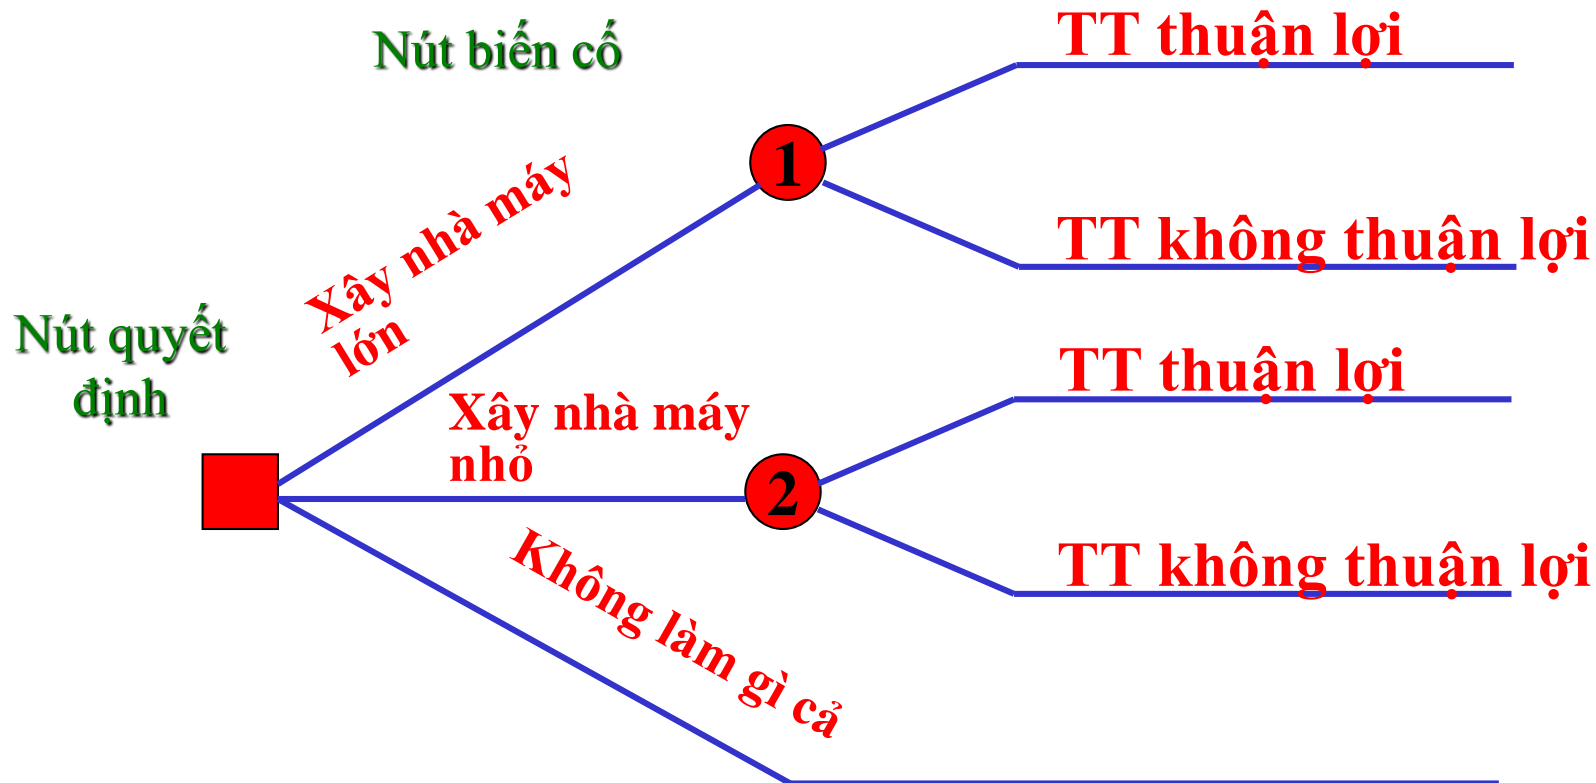 Nút biến cố
TT thuận lợi
1
Xây nhà máy
lớn
TT không thuận lợi
Nút quyết
định
TT thuận lợi
Xây nhà máy
nhỏ
2
TT không thuận lợi
Không làm gì cả